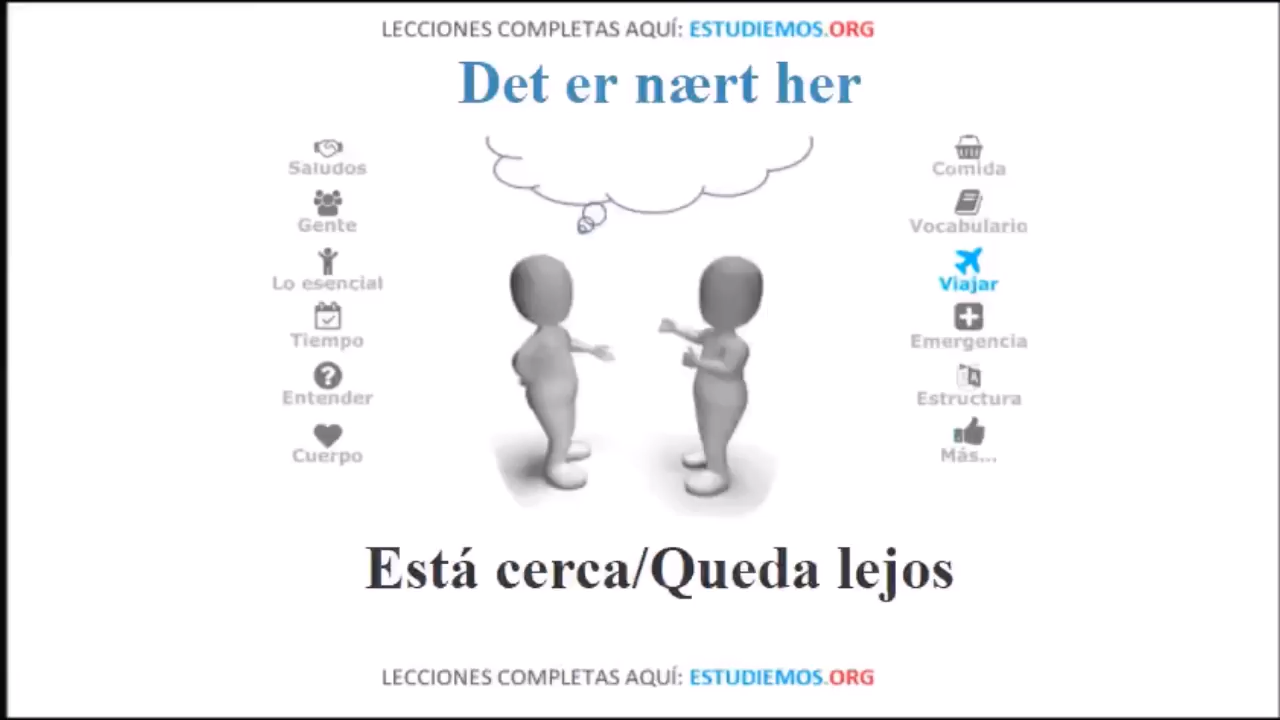 LECCIONES COMPLETAS AQUÍ: ESTUDIEMOS.ORG
Det er nært her
Saludos
Gente
Lo esencial
Tiempo
Entender
Cuerpo
Comida
Vocabulario
Viajar
Emergencia
Estructura
Más...
Está cerca/Queda lejos
LECCIONES COMPLETAS AQUÍ: ESTUDIEMOS.ORG